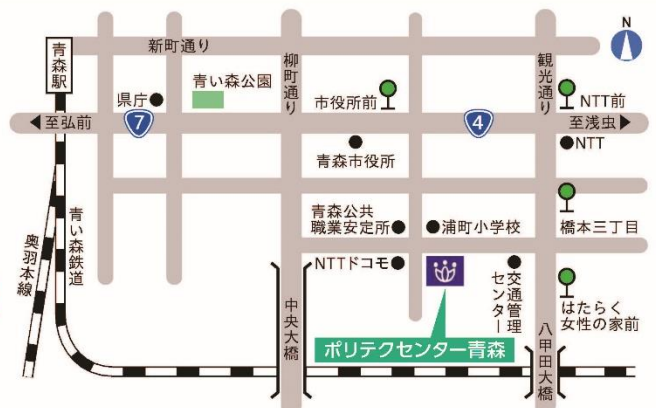 N
新町通り
青森駅
柳町通り
観光通り
県庁
青い森公園
市役所前
NTT前
至弘前
7
4
至浅虫
青森市役所
NTT
青森公共
職業安定所
浦町小学校
橋本三丁目
NTTドコモ
交通管理
センター
はたらく
女性の家前
奥羽本線
青い森鉄道
中央大橋
ポリテクセンター青森
八甲田大橋